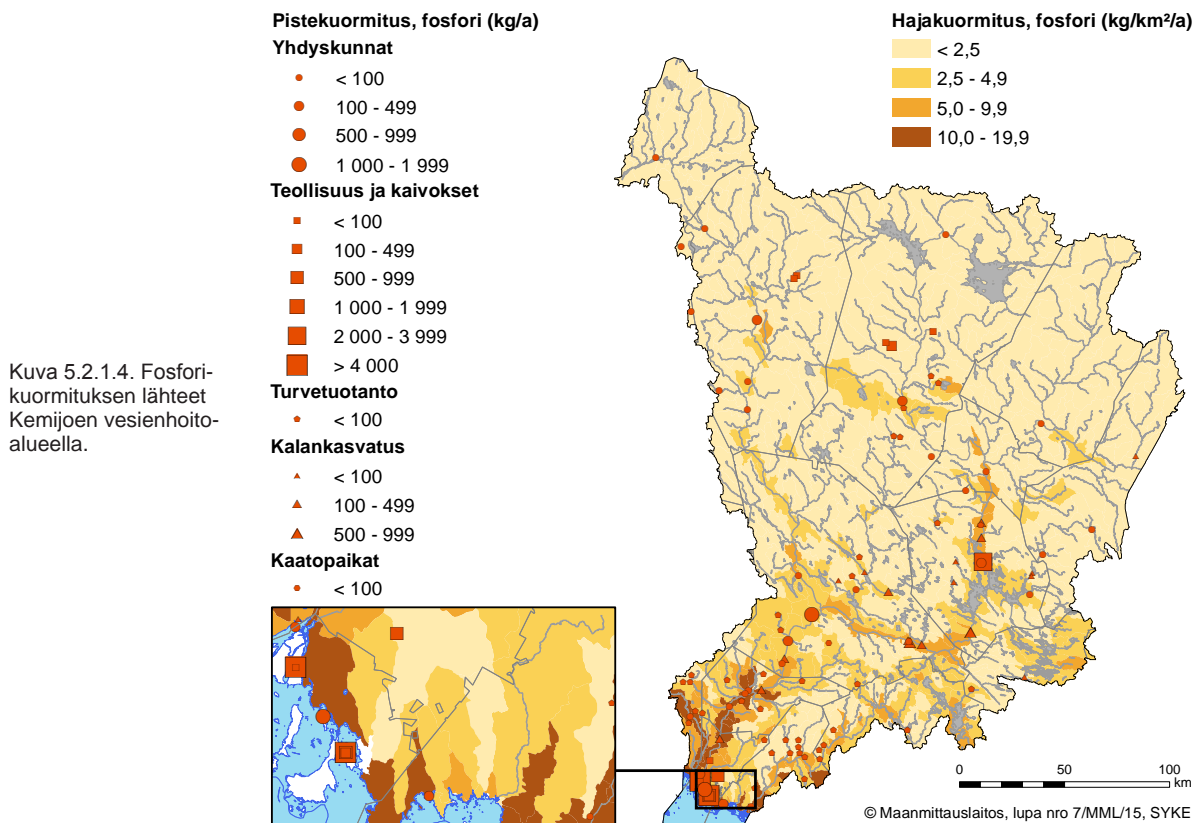 Pistekuormitus, fosfori (kg/a)
Yhdyskunnat
< 100
100 - 499
500 - 999
1 000 - 1 999
Teollisuus ja kaivokset
< 100
100 - 499
500 - 999
1 000 - 1 999
2 000 - 3 999
> 4 000
Turvetuotanto
< 100
Kalankasvatus
< 100
100 - 499
500 - 999
Kaatopaikat
< 100
Hajakuormitus, fosfori (kg/km²/a)
< 2,5
2,5 - 4,9
5,0 - 9,9
10,0 - 19,9
Kuva 5.2.1.4. Fosfori-
kuormituksen lähteet
Kemijoen vesienhoito-
alueella.
0 50 100
km
© Maanmittauslaitos, lupa nro 7/MML/15, SYKE